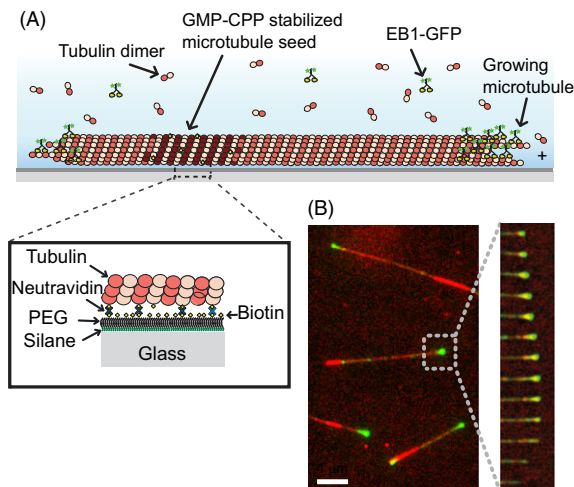 (A)
GMP-CPP stabilized
microtubule seed
Tubulin dimer
EB1-GFP
Growing
microtubule
+
(B)
Tubulin
Neutravidin
Biotin
PEG
Silane
Glass